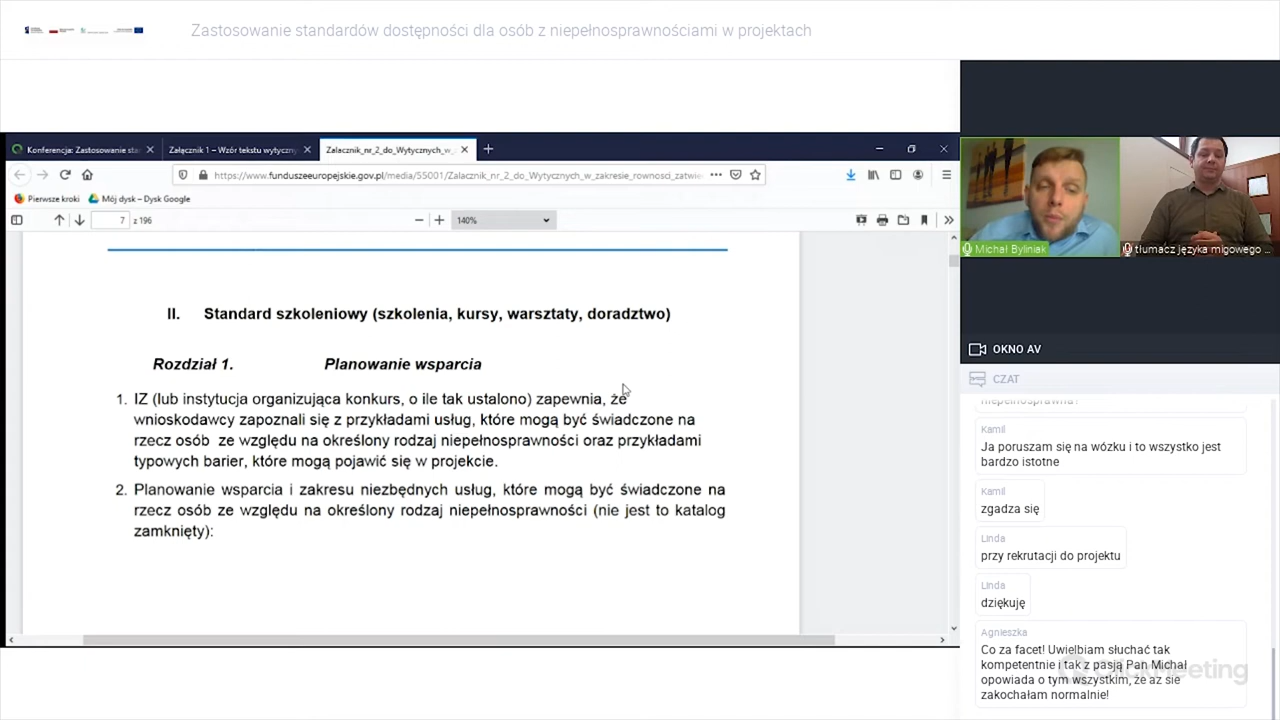 Zastosowanie standardów dostępności dla osób z niepełnosprawnościami w projektach
Konferencja: Zastosowanie sta
Załącznik 1 – Wzór tekstu wytyczn
Zalacznik_nr_2_do_Wytycznych_w_
https://www.funduszeeuropejskie.gov.pl/media/55001/Zalacznik_nr_2_do_Wytycznych_w_zakresie_rownosci_zatwie
Pierwsze kroki
Mój dysk – Dysk Google
7
z 196
140%
II. Standard szkoleniowy (szkolenia, kursy, warsztaty, doradztwo)
Rozdział 1. Planowanie wsparcia
1. IZ (lub instytucja organizująca konkurs, o ile tak ustalono) zapewnia, że
wnioskodawcy zapoznali się z przykładami usług, które mogą być świadczone na
rzecz osób ze względu na określony rodzaj niepełnosprawności oraz przykładami
typowych barier, które mogą pojawić się w projekcie.
2. Planowanie wsparcia i zakresu niezbędnych usług, które mogą być świadczone na
rzecz osób ze względu na określony rodzaj niepełnosprawności (nie jest to katalog
zamknięty):
Michał Byliniak
tłumacz języka migowego ...
OKNO AV
CZAT
niepełnosprawna?
Kamil
Ja poruszam się na wózku i to wszystko jest
bardzo istotne
Kamil
zgadza się
Linda
przy rekrutacji do projektu
Linda
dziękuję
Agnieszka
Co za facet! Uwielbiam słuchać tak
kompetentnie i tak z pasją Pan Michał
opowiada o tym wszystkim, że aż sie
zakochałam normalnie!
ClickMeeting